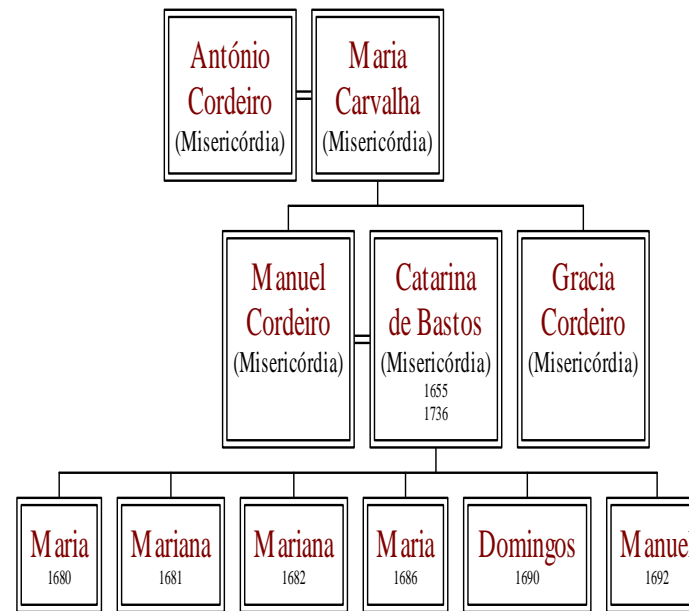 António
Cordeiro
(Misericórdia)
Maria
Carvalha
(Misericórdia)
Manuel
Cordeiro
(Misericórdia)
Catarina
de Bastos
(Misericórdia)
1655
1736
Gracia
Cordeiro
(Misericórdia)
Maria
1680
Mariana
1681
Mariana
1682
Maria
1686
Domingos
1690
Manuel
1692